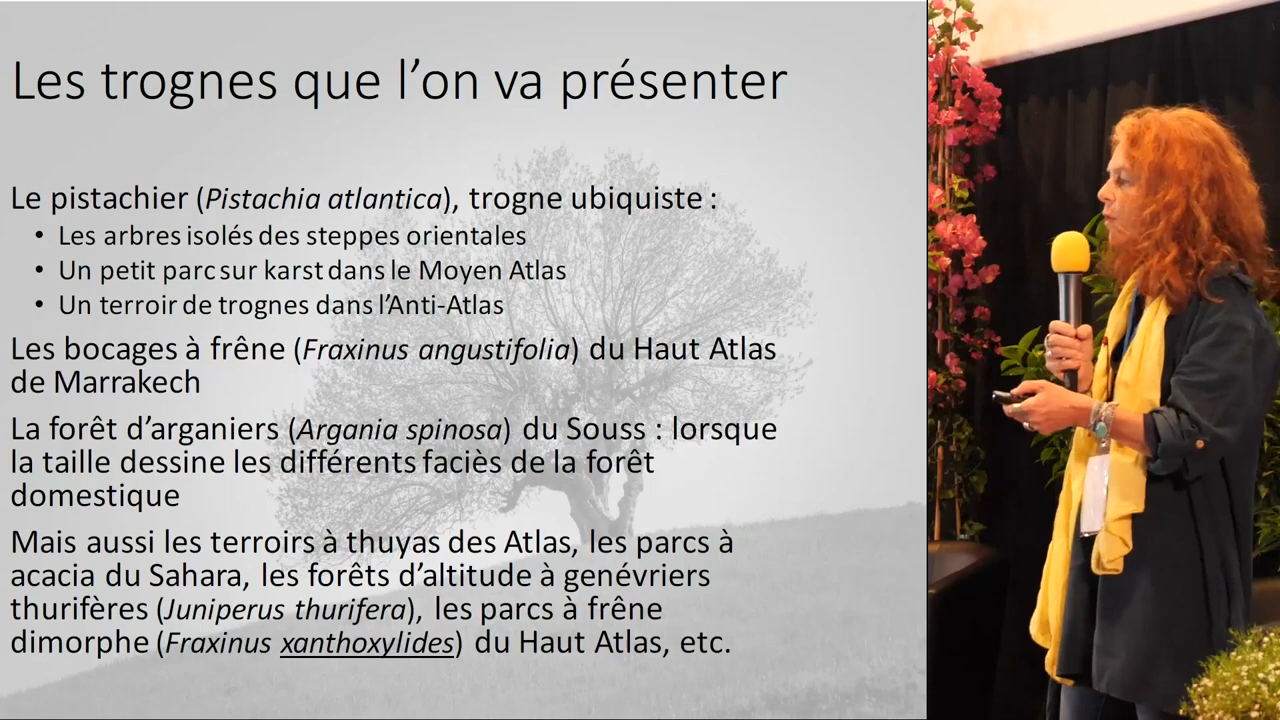 Les trognes que l'on va présenter
Le pistachier (Pistachia atlantica), trogne ubiquiste :
• Les arbres isolés des steppes orientales
• Un petit parc sur karst dans le Moyen Atlas
• Un terroir de trognes dans l'Anti-Atlas
Les bocages à frêne (Fraxinus angustifolia) du Haut Atlas
de Marrakech
La forêt d'arganiers (Argania spinosa) du Souss : lorsque
la taille dessine les différents faciès de la forêt
domestique
Mais aussi les terroirs à thuyas des Atlas, les parcs à
acacia du Sahara, les forêts d'altitude à genévriers
thurifères (Juniperus thurifera), les parcs à frêne
dimorphe (Fraxinus xanthoxylides) du Haut Atlas, etc.